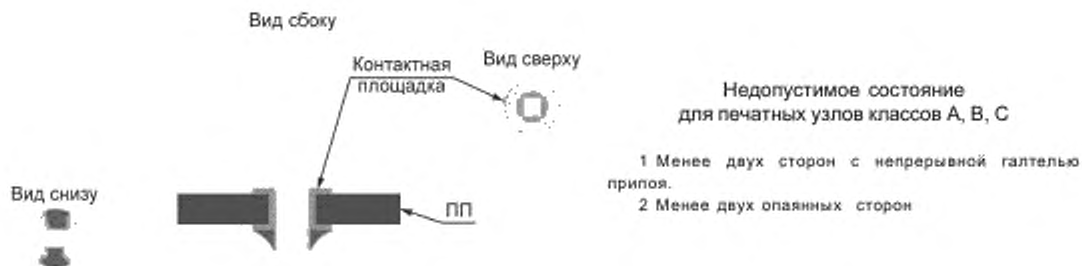 Вид сбоку
Контактная
площадка
Вид сверху
Недопустимое состояние
для печатных узлов классов А, В, С
1 Менее двух сторон с непрерывной галтелью
припоя.
2 Менее двух опаянных сторон
Вид снизу
ПП